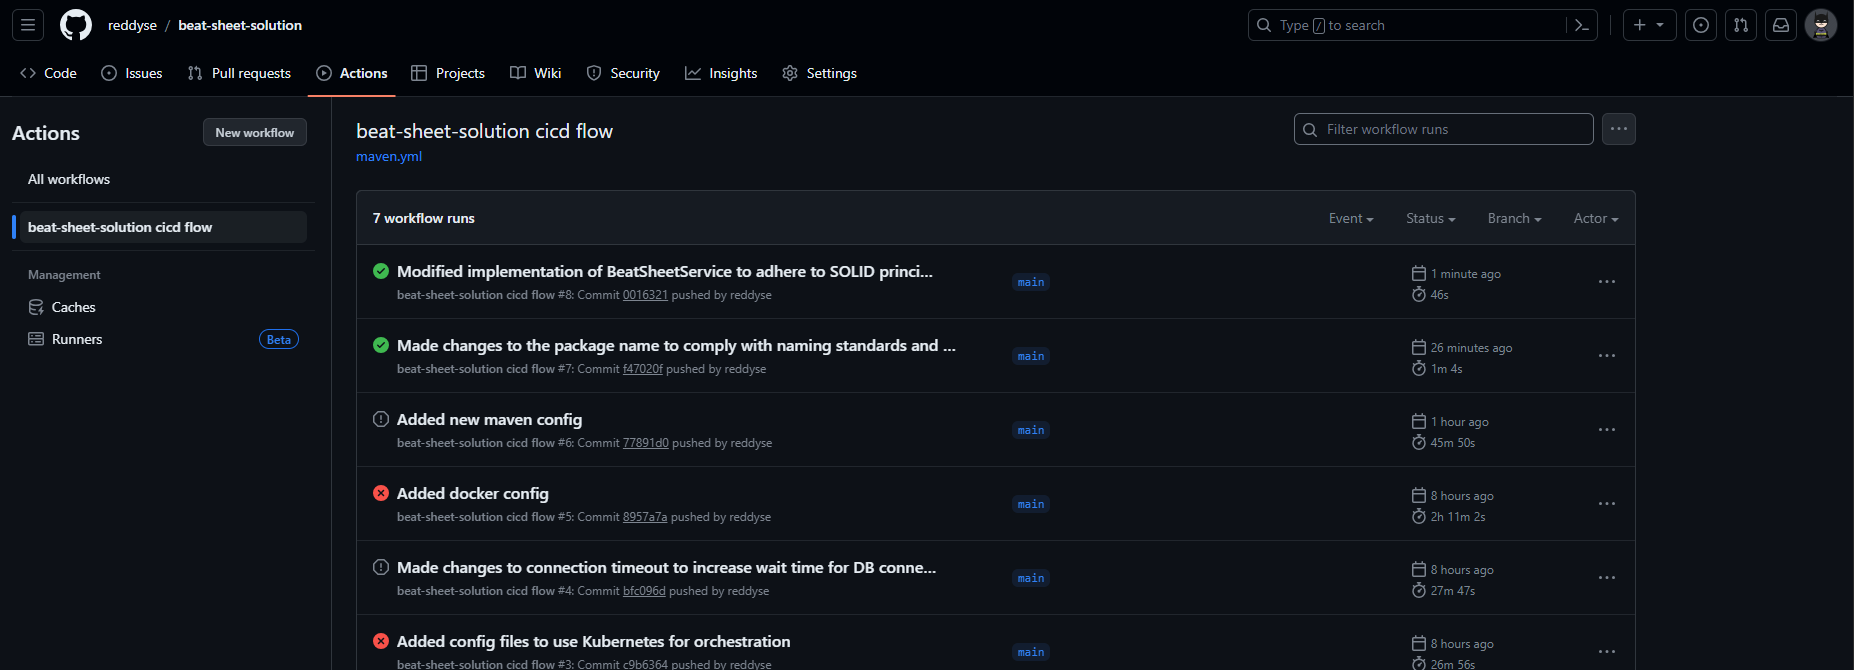 reddyse / beat-sheet-solution
Type / to search
Code Issues Pull requests Actions Projects Wiki Security Insights Settings
Actions
New workflow
All workflows
beat-sheet-solution cicd flow
Management
Caches
Runners Beta
beat-sheet-solution cicd flow
maven.yml
Filter workflow runs
7 workflow runs
Event Status Branch Actor
Modified implementation of BeatSheetService to adhere to SOLID princi...
beat-sheet-solution cicd flow #8: Commit 0016321 pushed by reddyse
main
1 minute ago
46s
Made changes to the package name to comply with naming standards and ...
beat-sheet-solution cicd flow #7: Commit f47020f pushed by reddyse
main
26 minutes ago
1m 4s
Added new maven config
beat-sheet-solution cicd flow #6: Commit 77891d0 pushed by reddyse
main
1 hour ago
45m 50s
Added docker config
beat-sheet-solution cicd flow #5: Commit 8957a7a pushed by reddyse
main
8 hours ago
2h 11m 2s
Made changes to connection timeout to increase wait time for DB conne...
beat-sheet-solution cicd flow #4: Commit bfc096d pushed by reddyse
main
8 hours ago
27m 47s
Added config files to use Kubernetes for orchestration
beat-sheet-solution cicd flow #3: Commit c9b6364 pushed by reddyse
main
8 hours ago
26m 56s